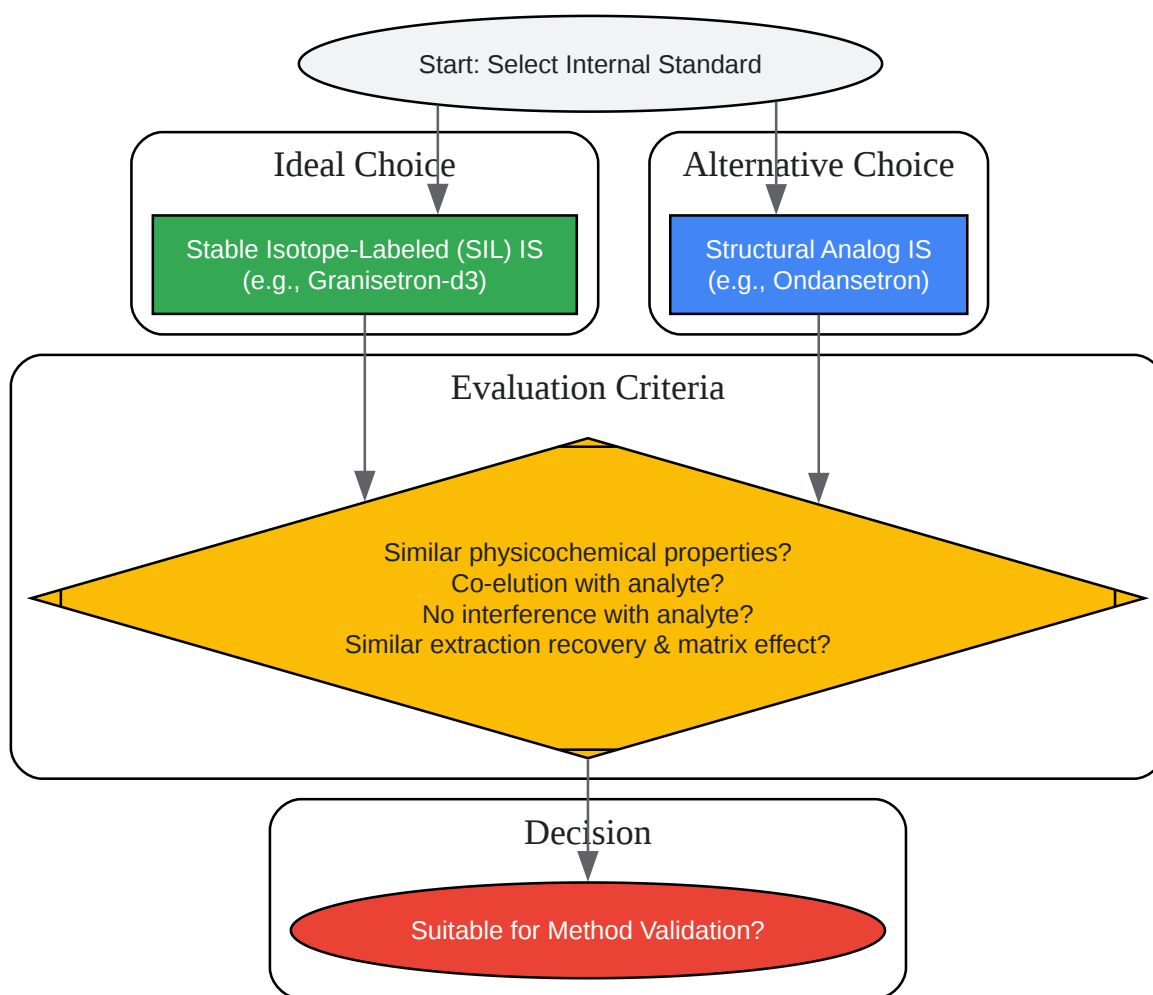 Start: Select Internal Standard
Ideal Choice
Alternative Choice
Stable Isotope-Labeled (SIL) IS
(e.g., Granisetron-d3)
Structural Analog IS
(e.g., Ondansetron)
Evaluation Criteria
Similar physicochemical properties?
Co-elution with analyte?
No interference with analyte?
Similar extraction recovery & matrix effect?
Decision
Suitable for Method Validation?